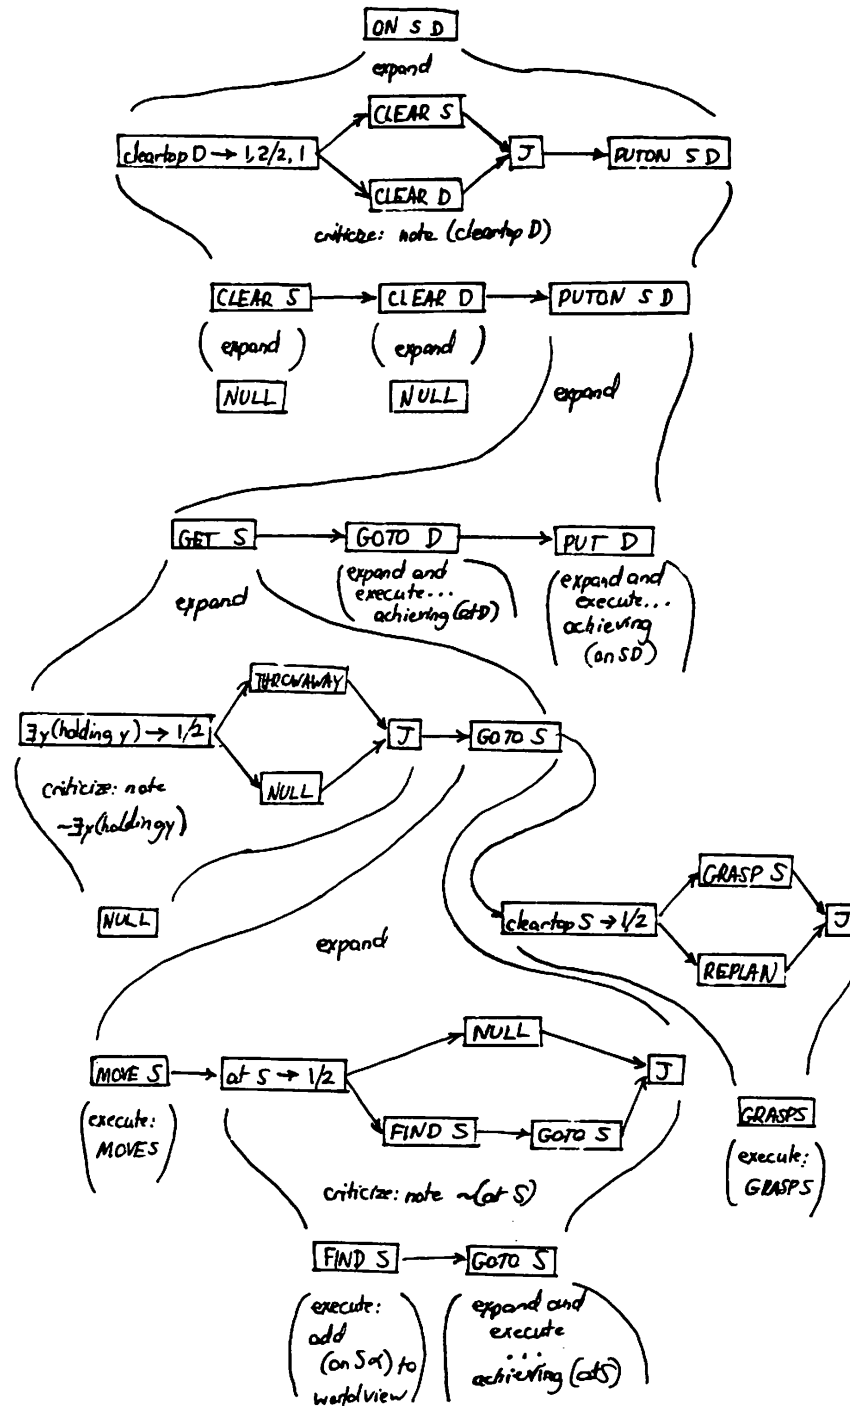 ON S D
expand
CLEAR S
cleartop D → 1,2/2,1
J
PUTON S D
CLEAR D
criticize: note (cleartop D)
CLEAR S
CLEAR D
PUTON S D
(expand)
(expand)
NULL
NULL
expand
GET S
GOTO D
PUT D
expand
(expand and
execute...
achieving (at D))
(expand and
execute...
achieving
(on S D))
THROWAWAY
∃y(holding y) → 1/2
J
GOTO S
NULL
criticize: note
~∃y(holding y)
NULL
GRASP S
cleartop S → 1/2
J
REPLAN
expand
NULL
MOVE S
at S → 1/2
J
FIND S
GOTO S
GRASP S
(execute:
MOVE S)
(execute:
GRASP S)
criticize: note ~(at S)
FIND S
GOTO S
(execute:
add
(on S α) to
world view)
(expand and
execute
...
achieving (at S))